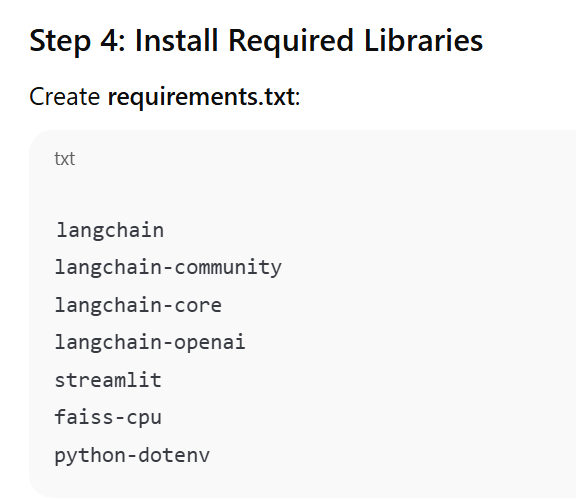 Step 4: Install Required Libraries
Create requirements.txt:
txt
langchain
langchain-community
langchain-core
langchain-openai
streamlit
faiss-cpu
python-dotenv